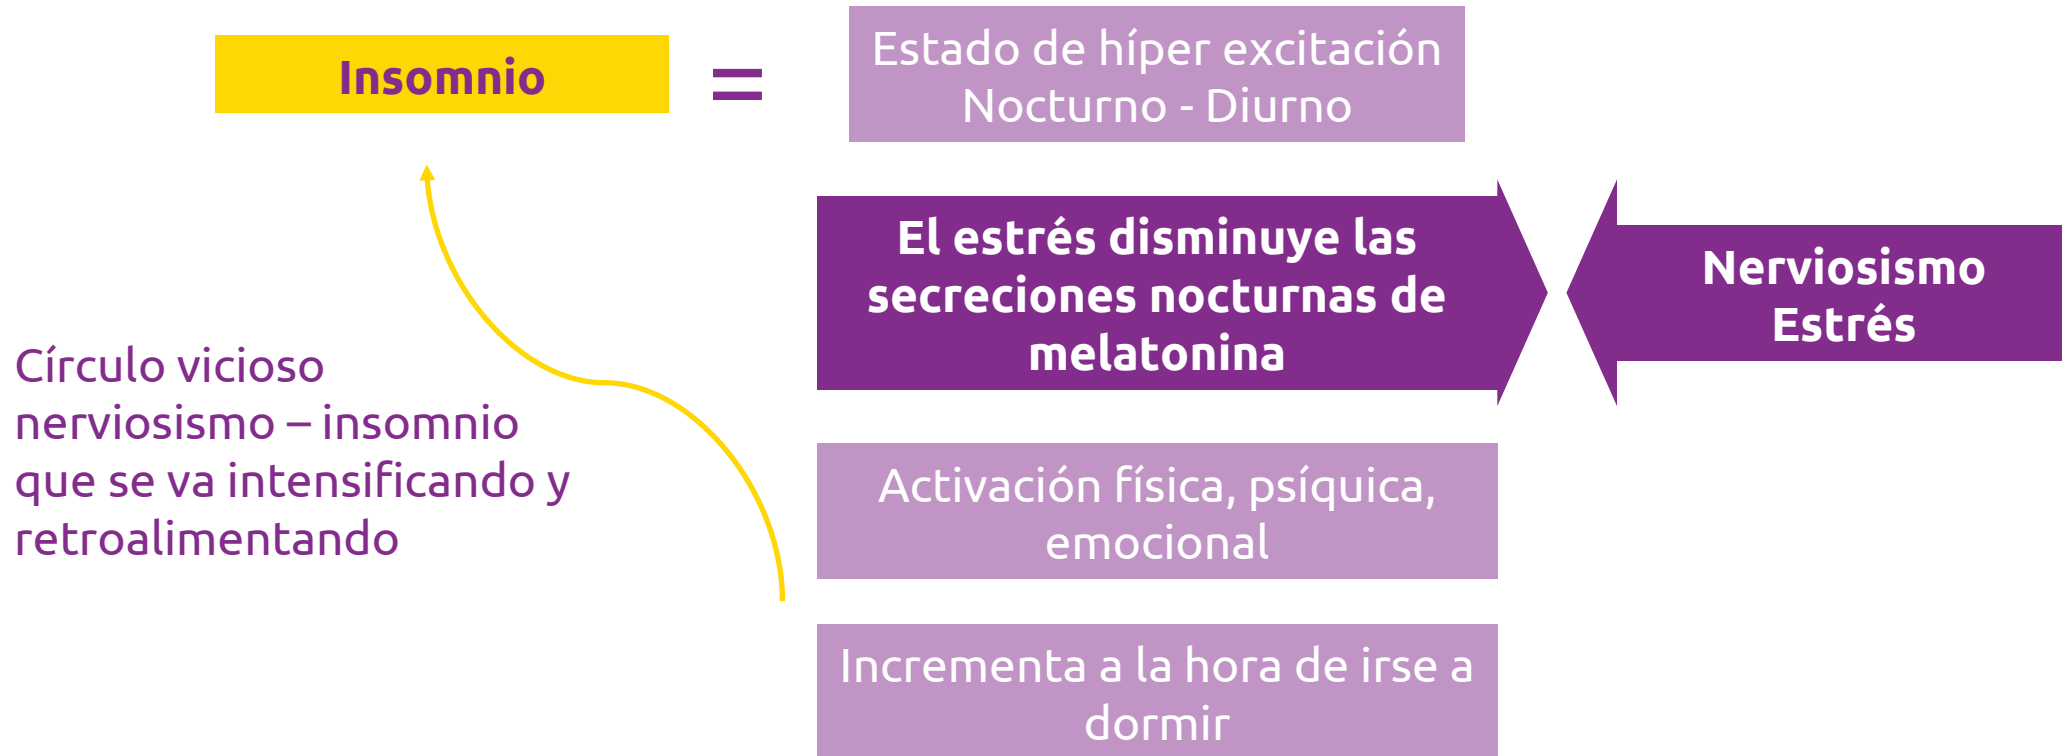 Insomnio
=
Estado de híper excitación
Nocturno - Diurno
El estrés disminuye las
secreciones nocturnas de
melatonina
Nerviosismo
Estrés
Círculo vicioso
nerviosismo – insomnio
que se va intensificando y
retroalimentando
Activación física, psíquica,
emocional
Incrementa a la hora de irse a
dormir